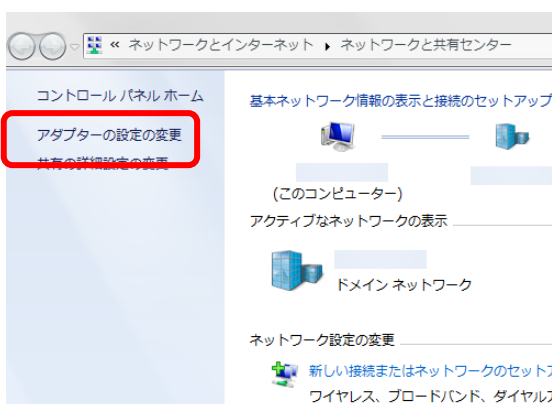 « ネットワークとインターネット ▸ ネットワークと共有センター
コントロール パネル ホーム
アダプターの設定の変更
共有の詳細設定の変更
基本ネットワーク情報の表示と接続のセットアップ
(このコンピューター)
アクティブなネットワークの表示
ドメイン ネットワーク
ネットワーク設定の変更
新しい接続またはネットワークのセット
ワイヤレス、ブロードバンド、ダイヤル